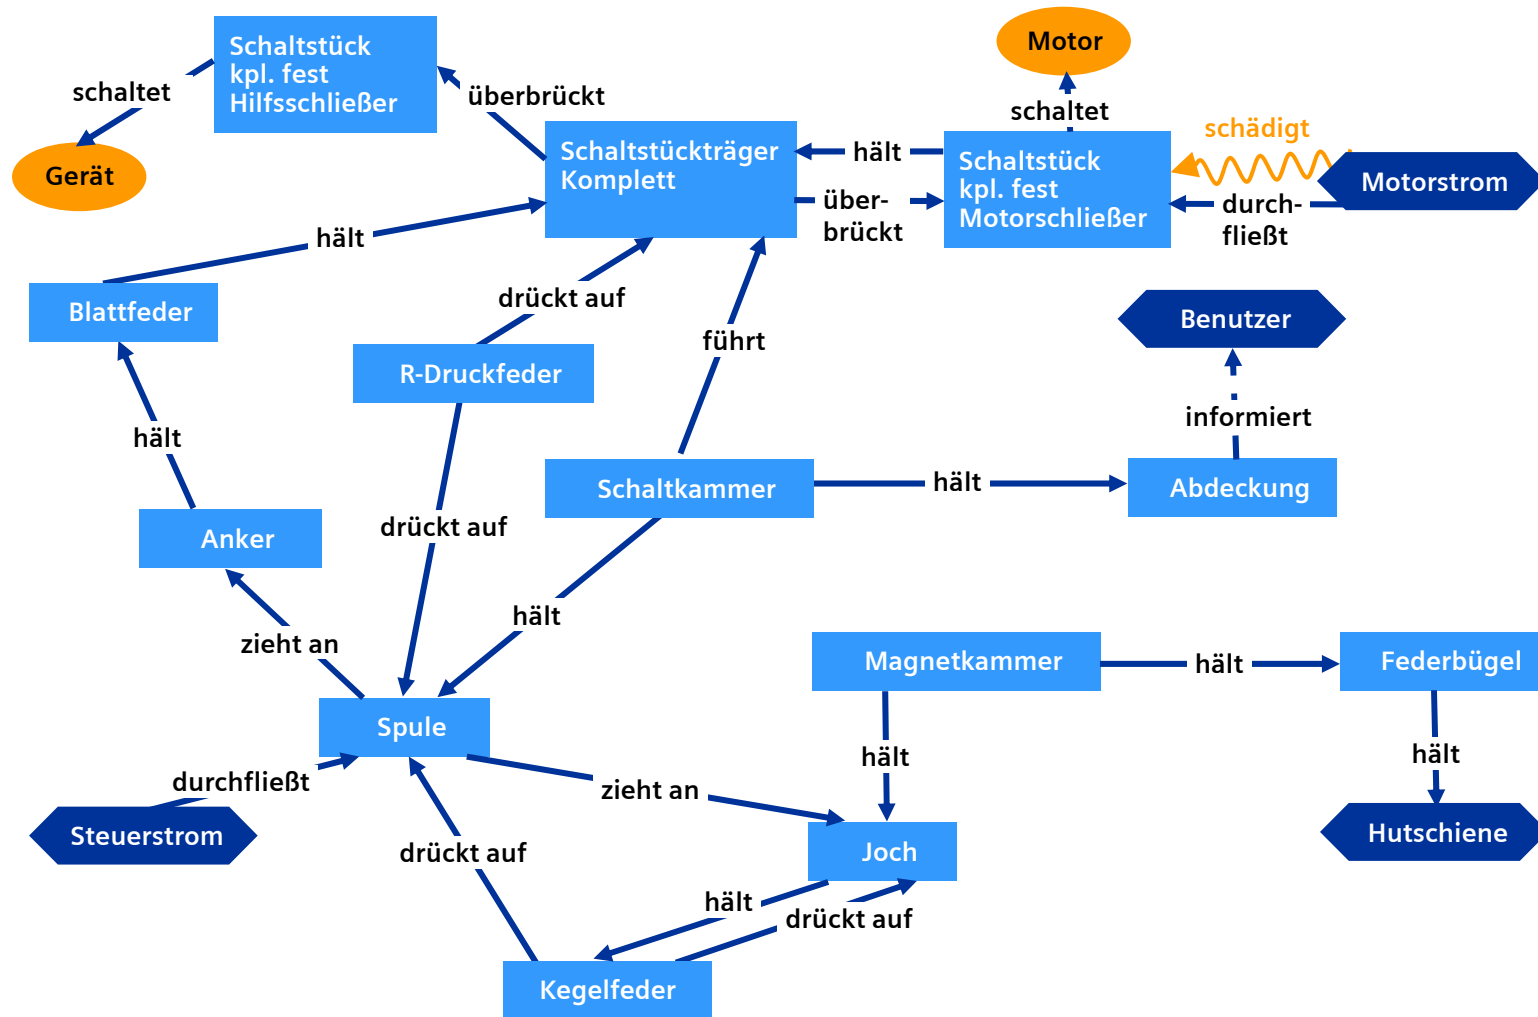 Schaltstück
kpl. fest
Hilfsschließer
schaltet
Gerät
überbrückt
Schaltstückträger
Komplett
Motor
schaltet
hält
über-
brückt
Schaltstück
kpl. fest
Motorschließer
schädigt
Motorstrom
durch-
fließt
hält
Blattfeder
drückt auf
R-Druckfeder
führt
Benutzer
informiert
hält
Schaltkammer
hält
Abdeckung
Anker
drückt auf
zieht an
hält
Magnetkammer
hält
Federbügel
Spule
hält
hält
durchfließt
zieht an
Steuerstrom
Hutschiene
drückt auf
Joch
hält
drückt auf
Kegelfeder